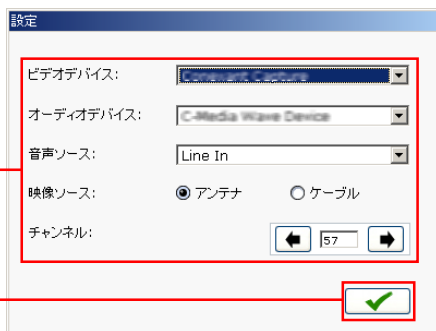 設定
ビデオデバイス: Conexant Capture
オーディオデバイス: C-Media Wave Device
音声ソース: Line In
映像ソース: アンテナ ケーブル
チャンネル: 57